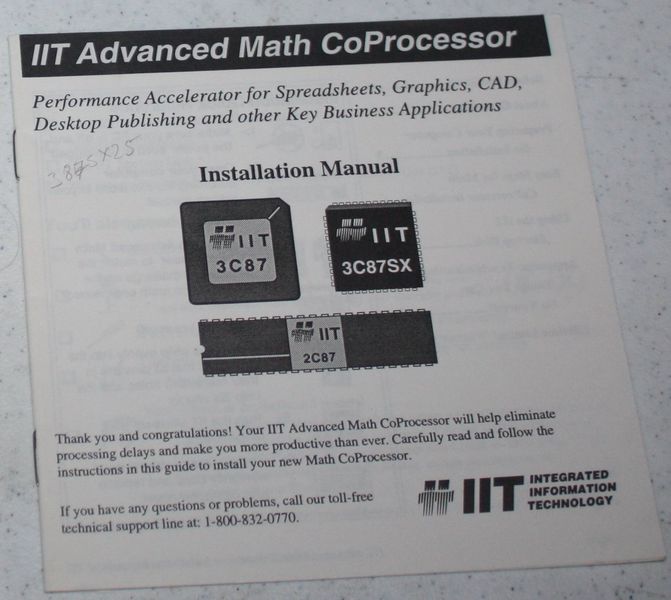 IIT Advanced Math CoProcessor
Performance Accelerator for Spreadsheets, Graphics, CAD,
Desktop Publishing and other Key Business Applications
387SX25
Installation Manual
IIT
3C87
IIT
3C87SX
IIT
2C87
Thank you and congratulations! Your IIT Advanced Math CoProcessor will help eliminate
processing delays and make you more productive than ever. Carefully read and follow the
instructions in this guide to install your new Math CoProcessor.
If you have any questions or problems, call our toll-free
technical support line at: 1-800-832-0770.
IIT
INTEGRATED
INFORMATION
TECHNOLOGY